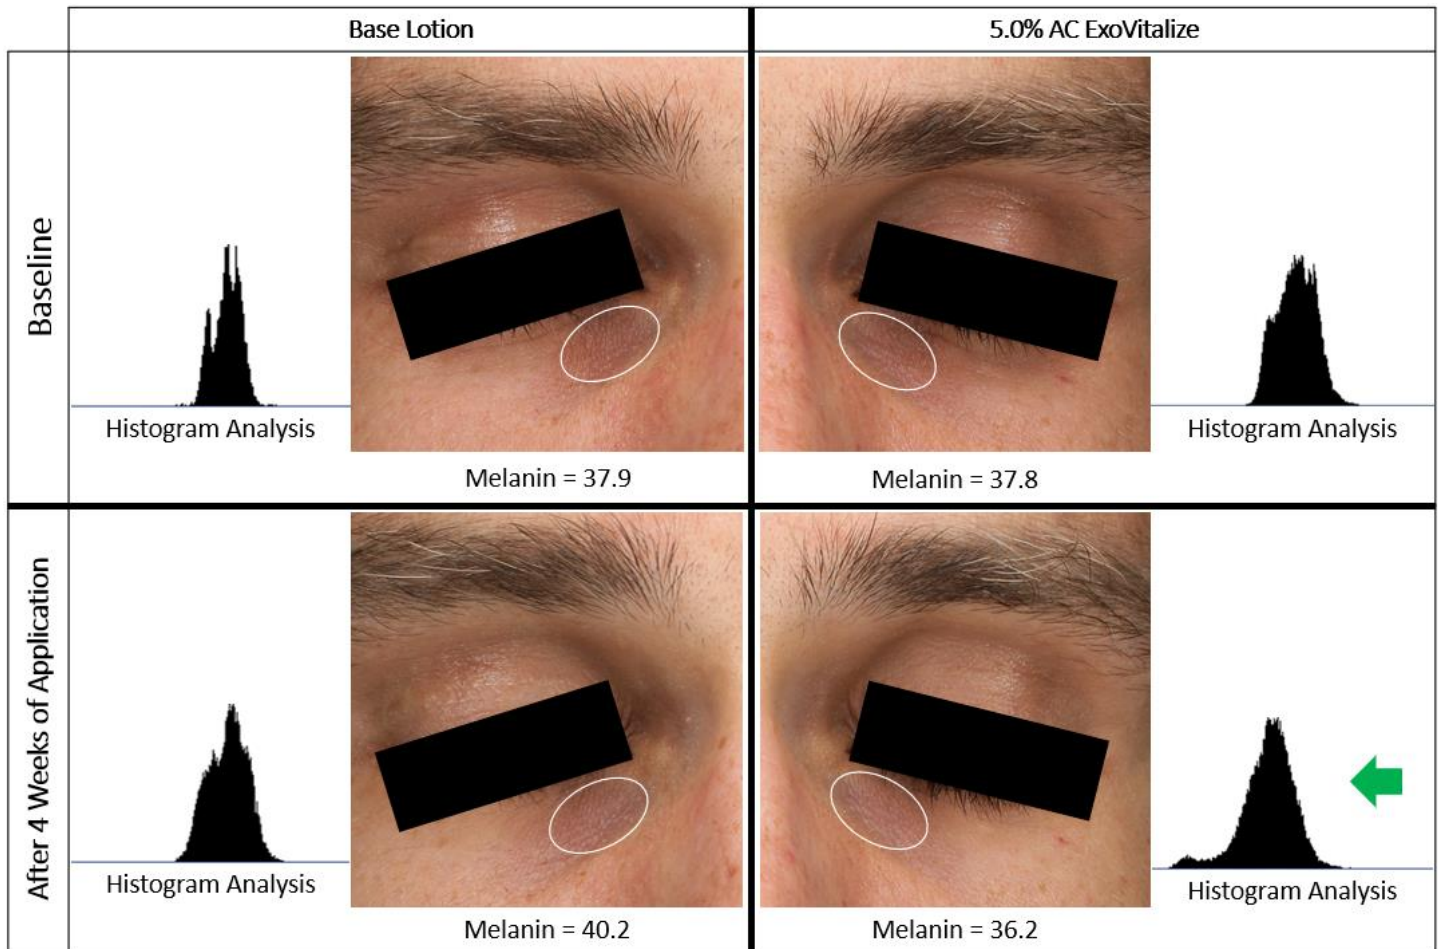 Base Lotion
5.0% AC ExoVitalize
Baseline
Histogram Analysis
Histogram Analysis
Melanin = 37.9
Melanin = 37.8
After 4 Weeks of Application
Histogram Analysis
Histogram Analysis
Melanin = 40.2
Melanin = 36.2